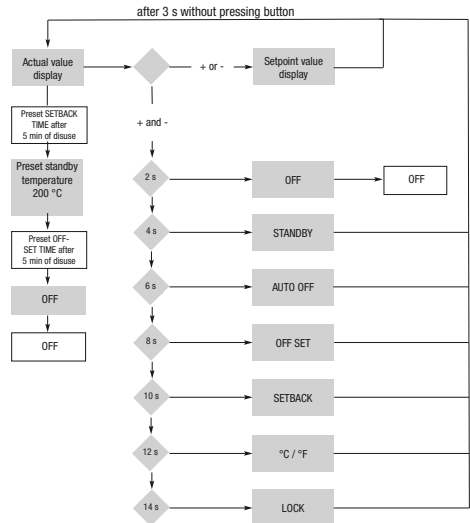 after 3 s without pressing button
Actual value
display
+ or -
Setpoint value
display
Preset SETBACK
TIME after
5 min of disuse
+ and -
Preset standby
temperature
200 °C
2 s
OFF
OFF
Preset OFF-
SET TIME after
5 min of disuse
4 s
STANDBY
OFF
6 s
AUTO OFF
OFF
8 s
OFF SET
10 s
SETBACK
12 s
°C / °F
14 s
LOCK